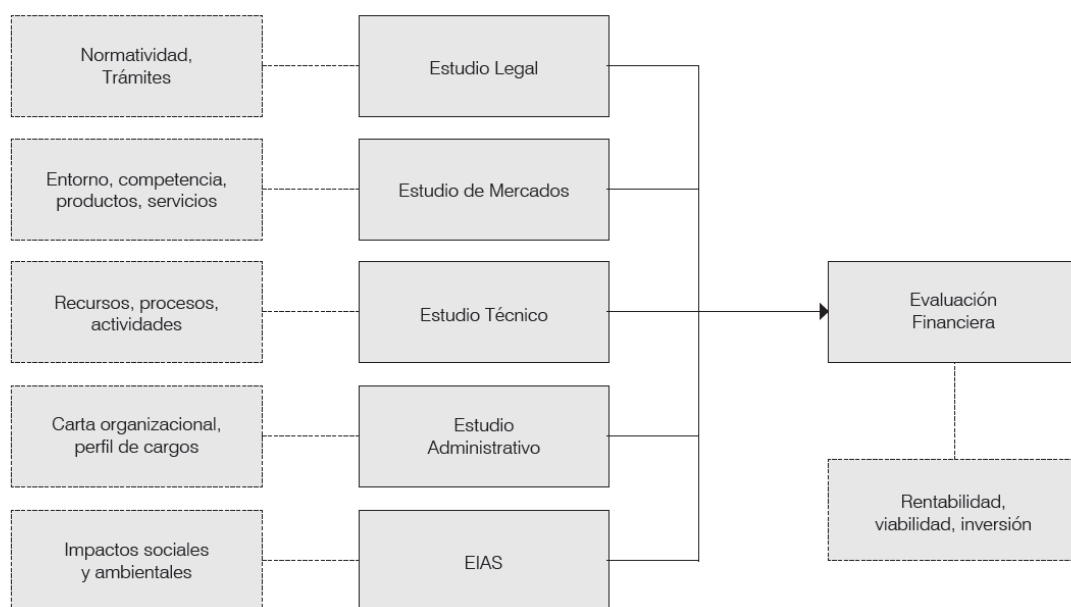 Normatividad,
Trámites
Estudio Legal
Entorno, competencia,
productos, servicios
Estudio de Mercados
Recursos, procesos,
actividades
Estudio Técnico
Evaluación
Financiera
Carta organizacional,
perfil de cargos
Estudio
Administrativo
Rentabilidad,
viabilidad, inversión
Impactos sociales
y ambientales
EIAS